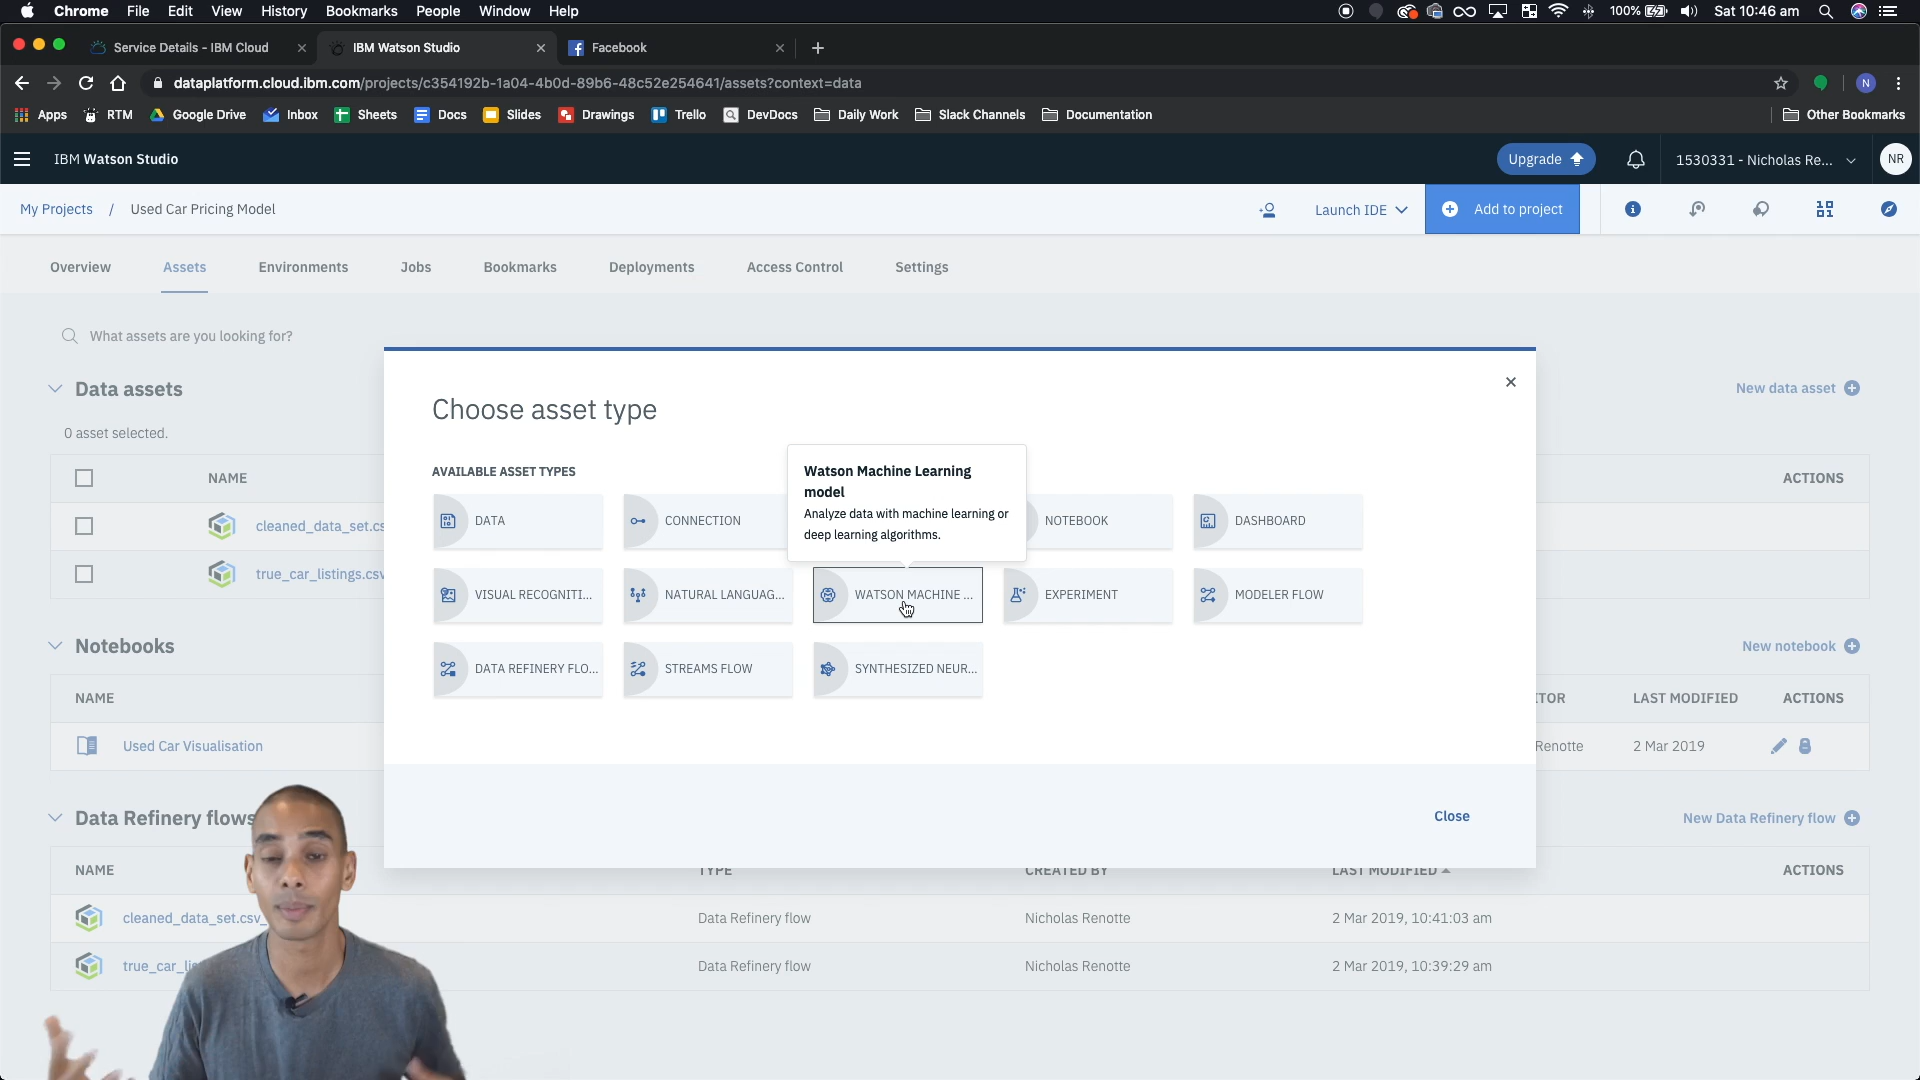 Chrome File Edit View History Bookmarks People Window Help 100% Sat 10:46 am
Service Details - IBM Cloud IBM Watson Studio Facebook
dataplatform.cloud.ibm.com/projects/c354192b-1a04-4b0d-89b6-48c52e254641/assets?context=data N
Apps RTM Google Drive Inbox Sheets Docs Slides Drawings Trello DevDocs Daily Work Slack Channels Documentation Other Bookmarks
IBM Watson Studio Upgrade 1530331 - Nicholas Re... NR
My Projects / Used Car Pricing Model Launch IDE Add to project
Overview Assets Environments Jobs Bookmarks Deployments Access Control Settings
What assets are you looking for?
Data assets New data asset
0 asset selected.
NAME ACTIONS
cleaned_data_set.cs
true_car_listings.csv
Choose asset type
AVAILABLE ASSET TYPES
Watson Machine Learning
model
Analyze data with machine learning or
deep learning algorithms.
DATA CONNECTION NOTEBOOK DASHBOARD
VISUAL RECOGNITI... NATURAL LANGUAG... WATSON MACHINE ... EXPERIMENT MODELER FLOW
DATA REFINERY FLO... STREAMS FLOW SYNTHESIZED NEUR...
Close
Notebooks New notebook
NAME TOR LAST MODIFIED ACTIONS
Used Car Visualisation Renotte 2 Mar 2019
Data Refinery flows New Data Refinery flow
NAME TYPE CREATED BY LAST MODIFIED ACTIONS
cleaned_data_set.csv_ Data Refinery flow Nicholas Renotte 2 Mar 2019, 10:41:03 am
true_car_lis Data Refinery flow Nicholas Renotte 2 Mar 2019, 10:39:29 am